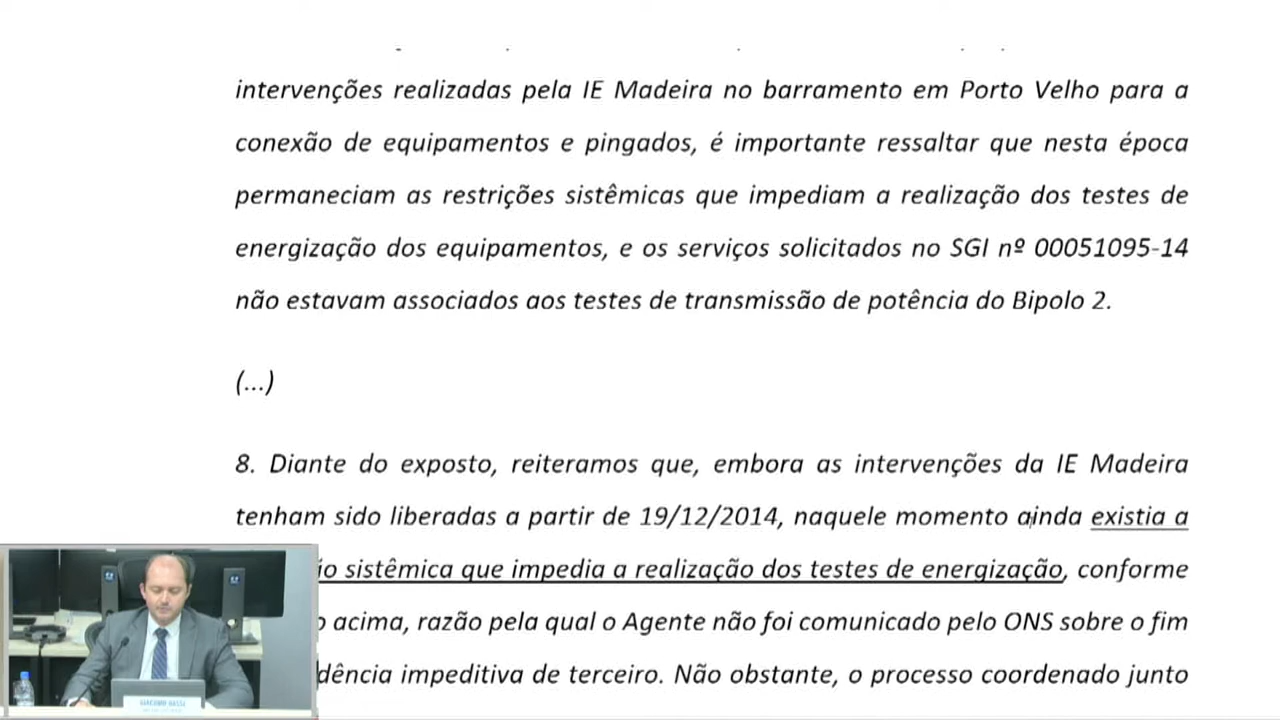 intervenções realizadas pela IE Madeira no barramento em Porto Velho para a
conexão de equipamentos e pingados, é importante ressaltar que nesta época
permaneciam as restrições sistêmicas que impediam a realização dos testes de
energização dos equipamentos, e os serviços solicitados no SGI nº 00051095-14
não estavam associados aos testes de transmissão de potência do Bipolo 2.
(...)
8. Diante do exposto, reiteramos que, embora as intervenções da IE Madeira
tenham sido liberadas a partir de 19/12/2014, naquele momento ainda existia a
sistêmica que impedia a realização dos testes de energização, conforme
acima, razão pela qual o Agente não foi comunicado pelo ONS sobre o fim
impeditiva de terceiro. Não obstante, o processo coordenado junto